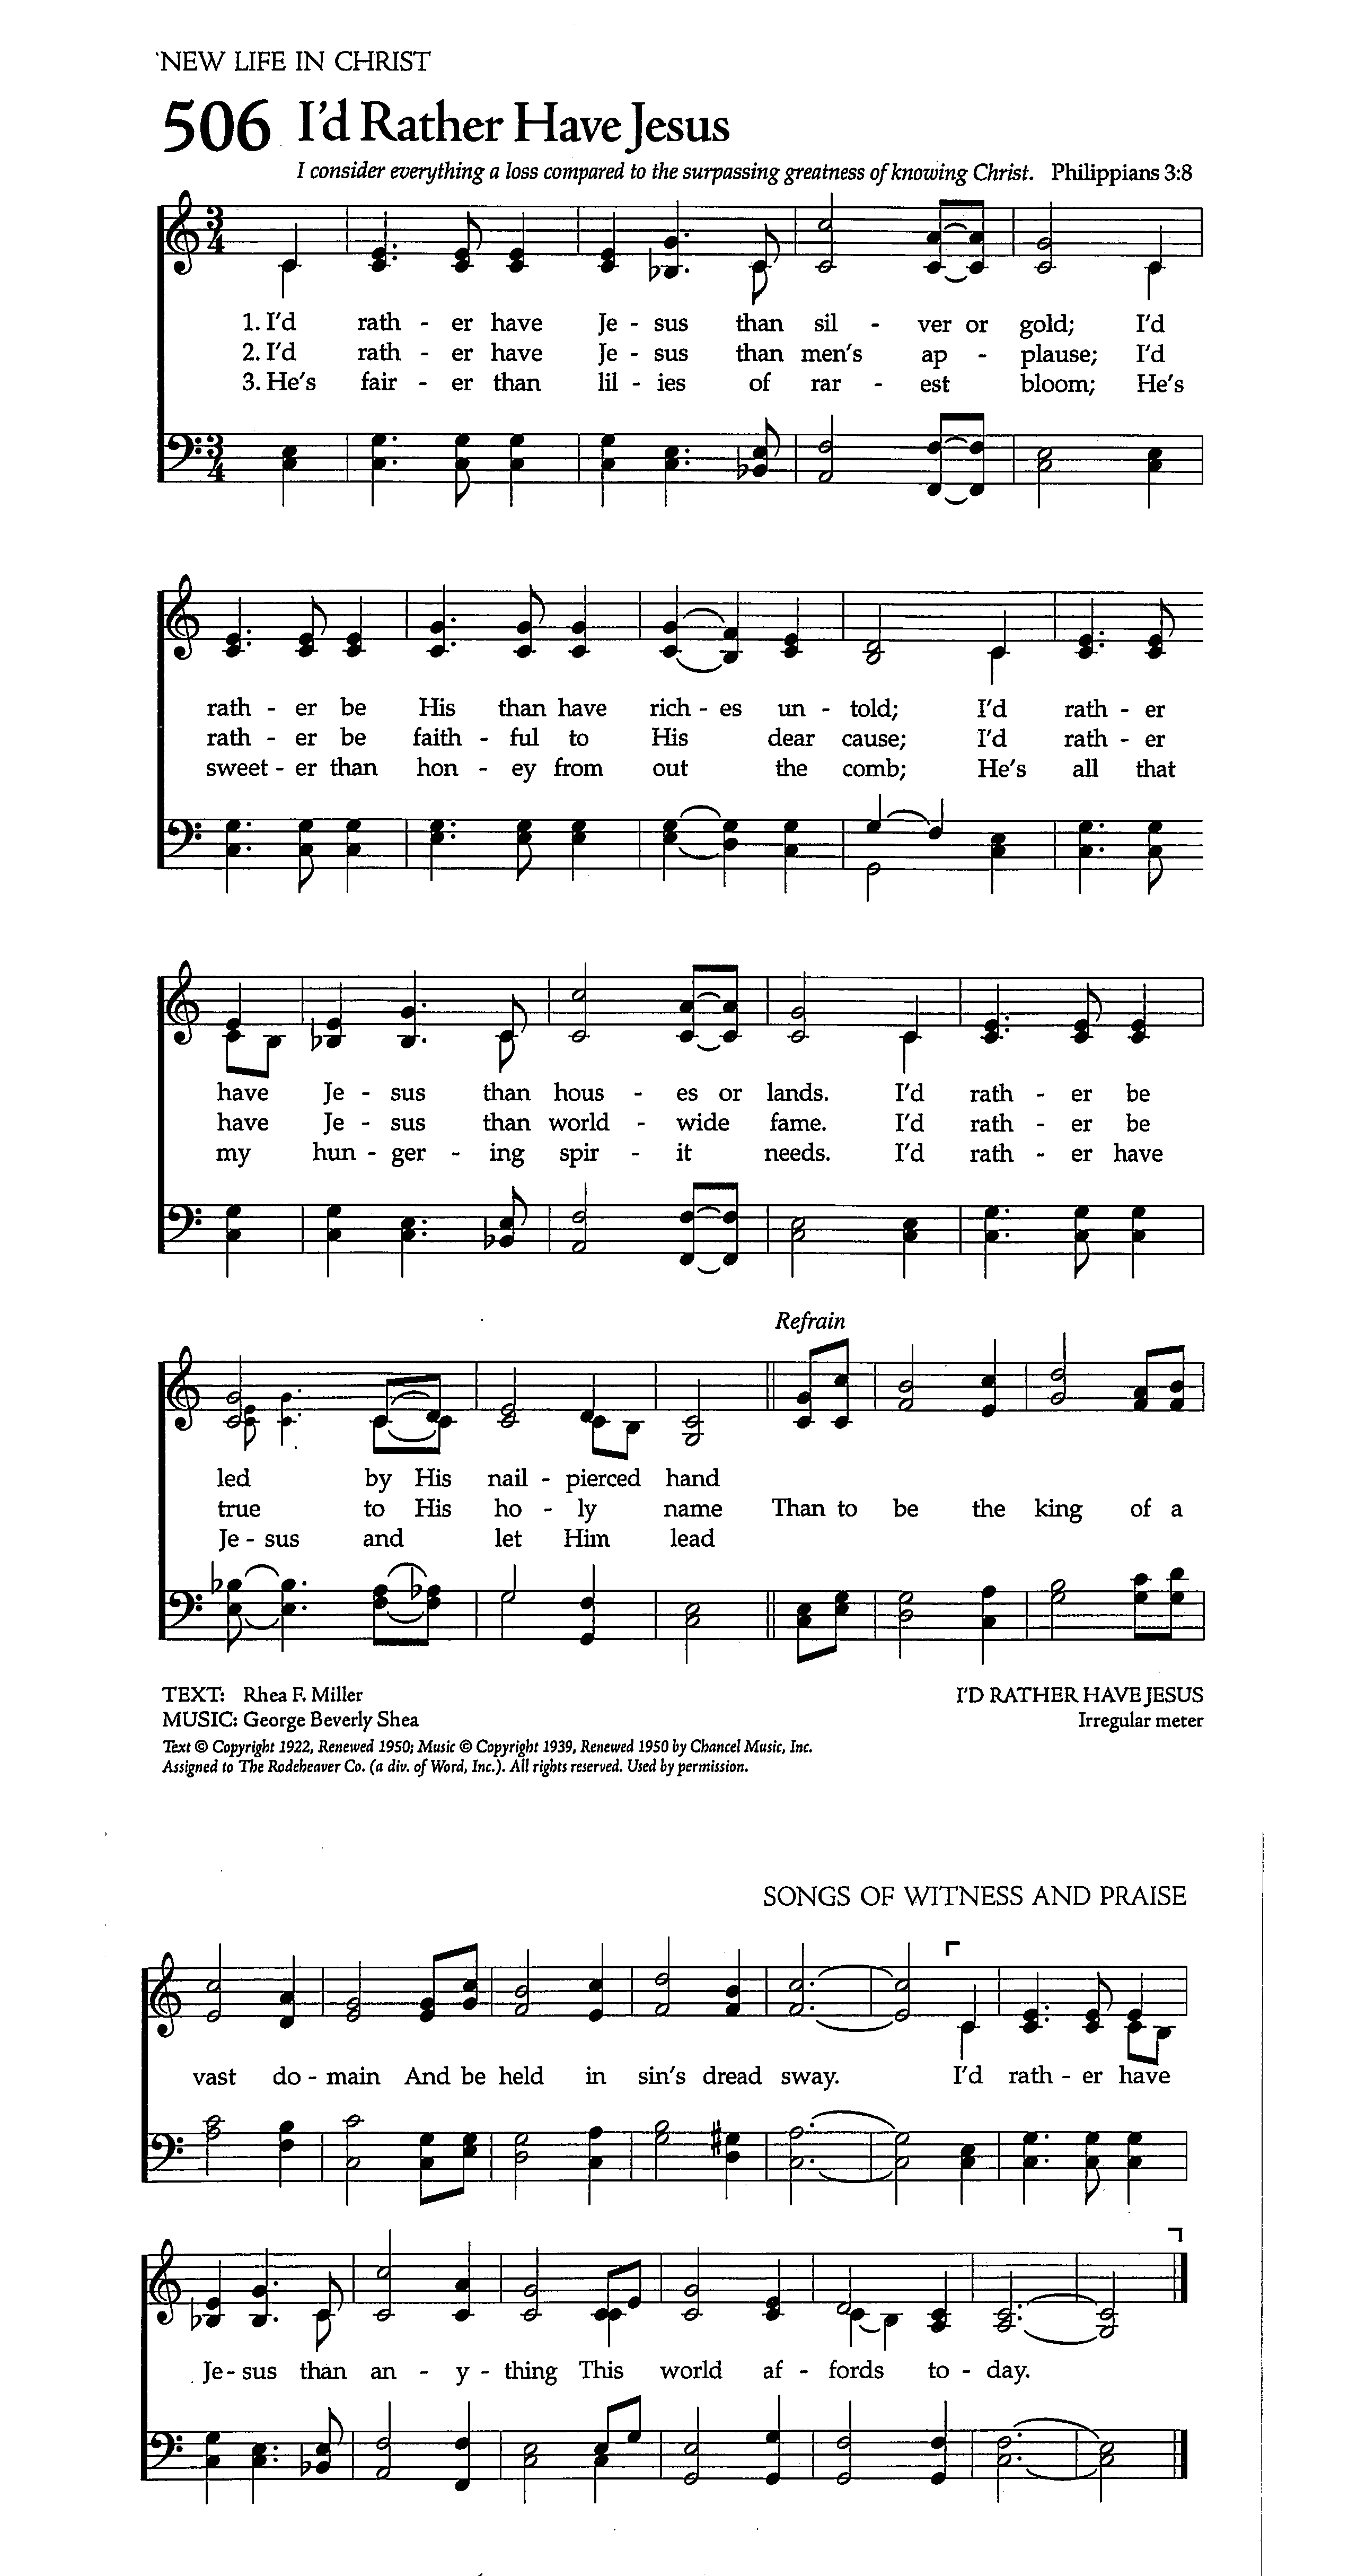 NEW LIFE IN CHRIST
506 I'd Rather Have Jesus
I consider everything a loss compared to the surpassing greatness of knowing Christ. Philippians 3:8
1. I'd rath - er have Je - sus than sil - ver or gold; I'd
2. I'd rath - er have Je - sus than men's ap - plause; I'd
3. He's fair - er than lil - ies of rar - est bloom; He's
rath - er be His than have rich - es un - told; I'd rath - er
rath - er be faith - ful to His dear cause; I'd rath - er
sweet - er than hon - ey from out the comb; He's all that
have Je - sus than hous - es or lands. I'd rath - er be
have Je - sus than world - wide fame. I'd rath - er be
my hun - ger - ing spir - it needs. I'd rath - er have
Refrain
led by His nail - pierced hand
true to His ho - ly name Than to be the king of a
Je - sus and let Him lead
TEXT: Rhea F. Miller I'D RATHER HAVE JESUS
MUSIC: George Beverly Shea Irregular meter
Text © Copyright 1922, Renewed 1950; Music © Copyright 1939, Renewed 1950 by Chancel Music, Inc.
Assigned to The Rodeheaver Co. (a div. of Word, Inc.). All rights reserved. Used by permission.
SONGS OF WITNESS AND PRAISE
vast do - main And be held in sin's dread sway. I'd rath - er have
Je - sus than an - y - thing This world af - fords to - day.